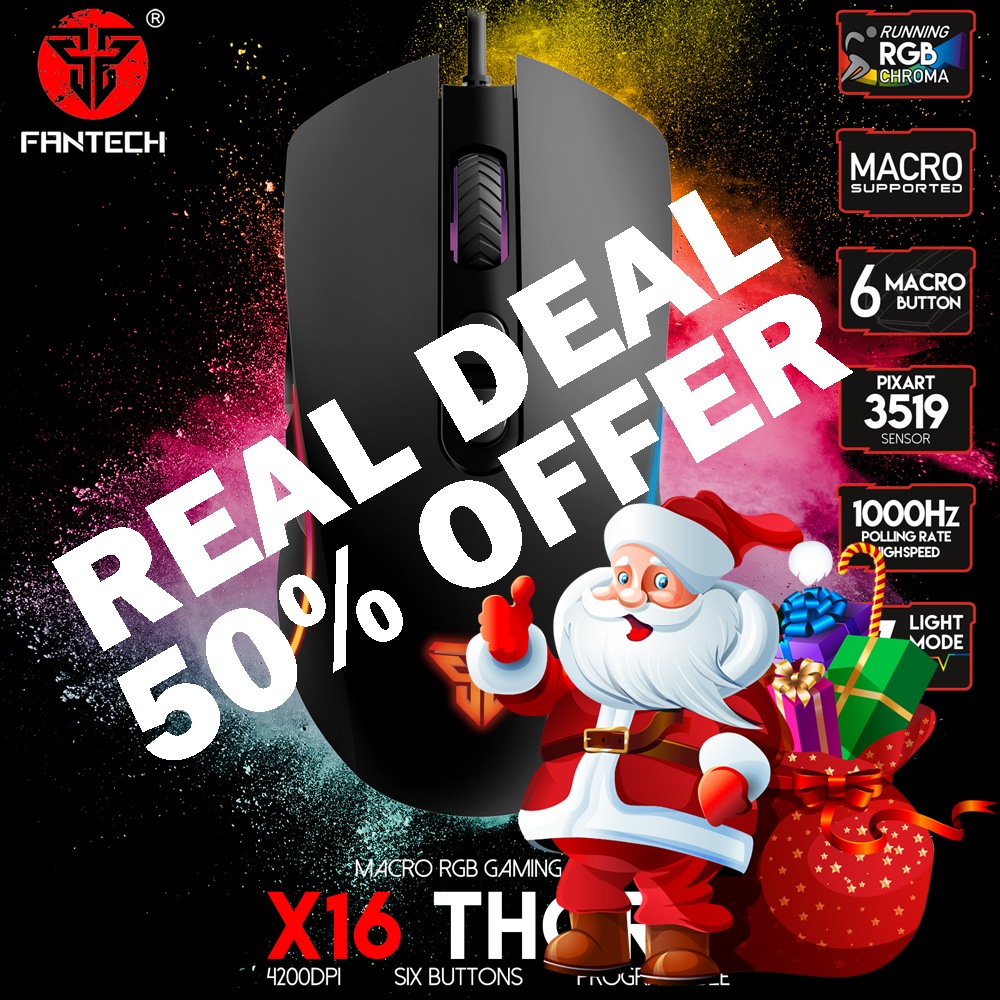 ®
FANTECH
RUNNING
RGB
CHROMA
MACRO
SUPPORTED
6 MACRO
BUTTON
PIXART
3519
SENSOR
1000Hz
POLLING RATE
LIGHT
MODE
REAL DEAL
50% OFFER
MACRO RGB GAMING
X16
4200DPI SIX BUTTONS